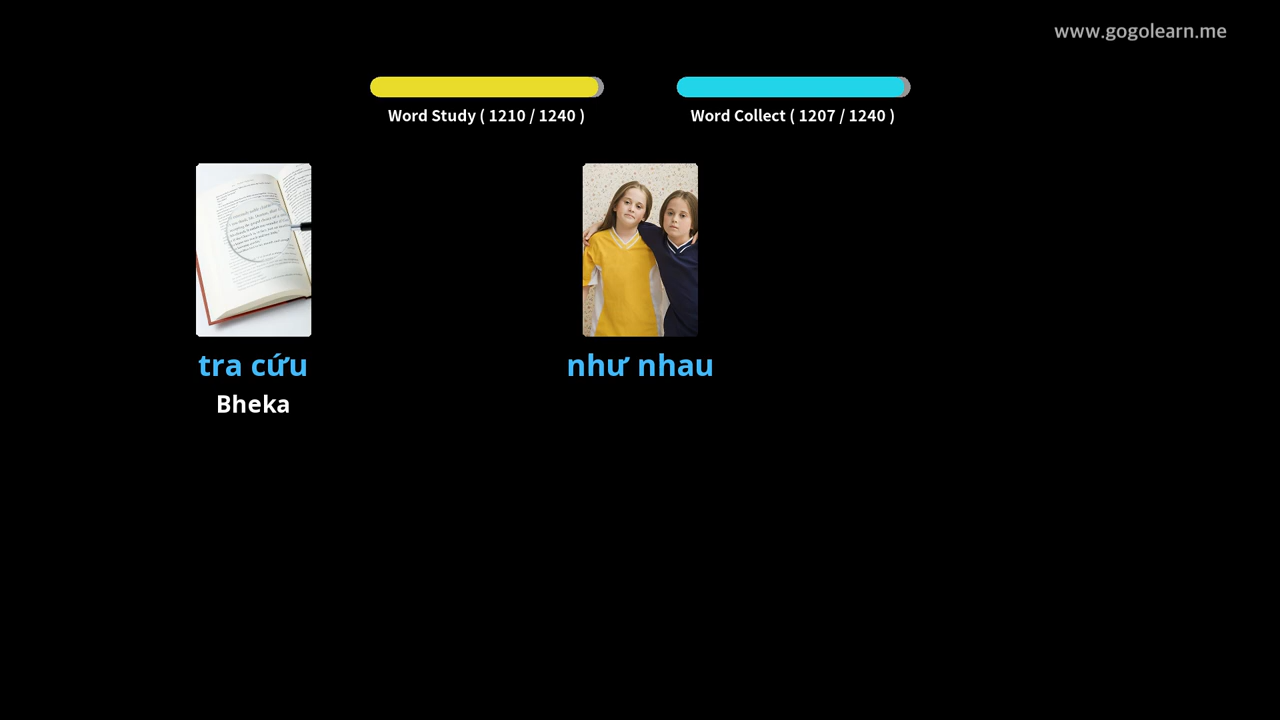 www.gogolearn.me
Word Study ( 1210 / 1240 )
Word Collect ( 1207 / 1240 )
tra cứu
như nhau
Bheka